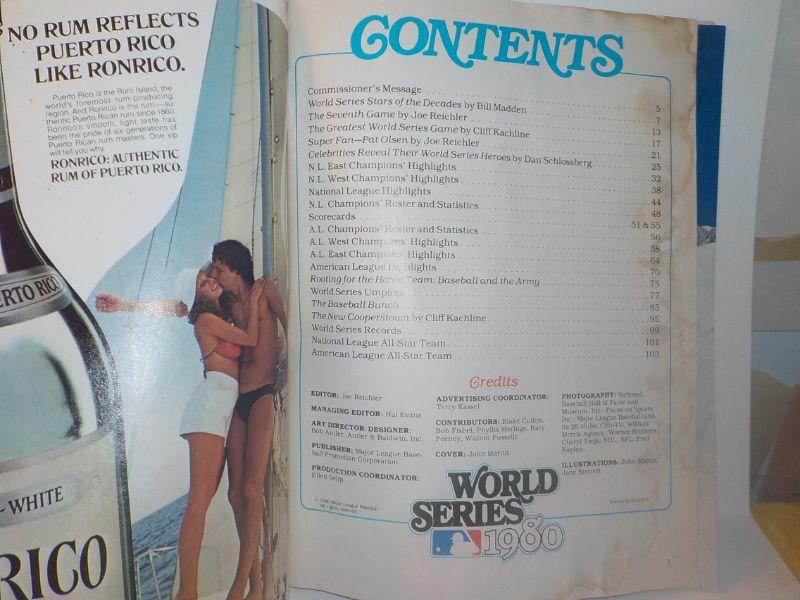 NO RUM REFLECTS
PUERTO RICO
LIKE RONRICO.
Puerto Rico is the Rum Island, the
world's foremost rum-producing
region. And Ronrico is the rum—au-
thentic Puerto Rican rum since 1860.
Ronrico's smooth, light taste has
been the pride of six generations of
Puerto Rican rum masters. One sip
will tell you why.
RONRICO: AUTHENTIC
RUM OF PUERTO RICO.
ERTO RICO
WHITE
RICO
CONTENTS
Commissioner's Message 5
World Series Stars of the Decades by Bill Madden 7
The Seventh Game by Joe Reichler 13
The Greatest World Series Game by Cliff Kachline 17
Super Fan—Pat Olsen by Joe Reichler 21
Celebrities Reveal Their World Series Heroes by Dan Schlossberg 25
N.L. East Champions' Highlights 32
N.L. West Champions' Highlights 38
National League Highlights 44
N.L. Champions' Roster and Statistics 48
Scorecards 51 & 55
A.L. Champions' Roster and Statistics 56
A.L. West Champions' Highlights 58
A.L. East Champions' Highlights 64
American League Highlights 70
Rooting for the Home Team: Baseball and the Army 75
World Series Umpires 77
The Baseball Bunch 85
The New Cooperstown by Cliff Kachline 95
World Series Records 99
National League All-Star Team 101
American League All-Star Team 103
Credits
EDITOR: Joe Reichler
MANAGING EDITOR: Hal Evans
ART DIRECTOR/DESIGNER:
Bob Antler, Antler & Baldwin, Inc.
PUBLISHER: Major League Base-
ball Promotion Corporation
PRODUCTION COORDINATOR:
Ellen Selip
ADVERTISING COORDINATOR:
Terry Kassel
CONTRIBUTORS: Blake Cullen,
Bob Fishel, Phyllis Merhige, Katy
Feeney, Warner Fusselle
COVER: John Martin
PHOTOGRAPHY: National
Baseball Hall of Fame and
Museum, Inc.; Focus on Sports,
Inc.; Major League Baseball and
its 26 clubs; CBS-TV; William
Morris Agency; Warner Brothers;
Cheryl Tiegs; NHL; NFL; Fred
Kaplan.
ILLUSTRATIONS: John Martin,
Jane Sterrett
© 1980 Major League Baseball
All rights reserved
Printed in the U.S.A.
WORLD
SERIES
1980
1